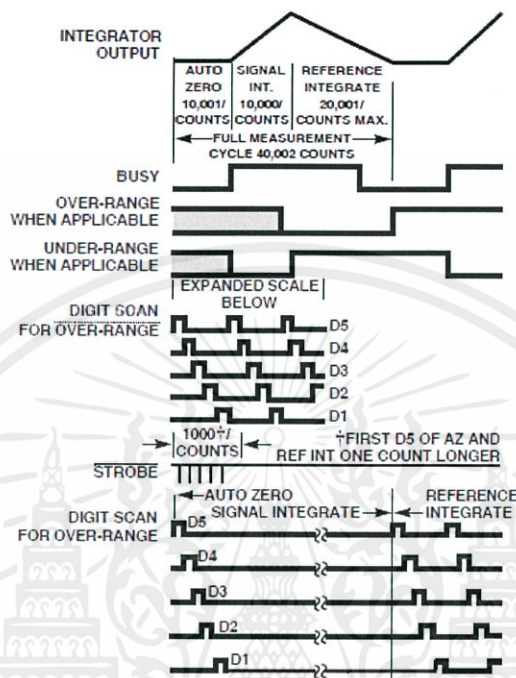 INTEGRATOR
OUTPUT
AUTO
ZERO
10,001/
COUNTS
SIGNAL
INT.
10,000/
COUNTS
REFERENCE
INTEGRATE
20,001/
COUNTS MAX.
FULL MEASUREMENT
CYCLE 40,002 COUNTS
BUSY
OVER-RANGE
WHEN APPLICABLE
UNDER-RANGE
WHEN APPLICABLE
EXPANDED SCALE
BELOW
DIGIT SCAN
FOR OVER-RANGE
D5
D4
D3
D2
D1
1000†/
COUNTS
†FIRST D5 OF AZ AND
REF INT ONE COUNT LONGER
STROBE
AUTO ZERO
SIGNAL INTEGRATE
REFERENCE
INTEGRATE
DIGIT SCAN
FOR OVER-RANGE
D5
D4
D3
D2
D1